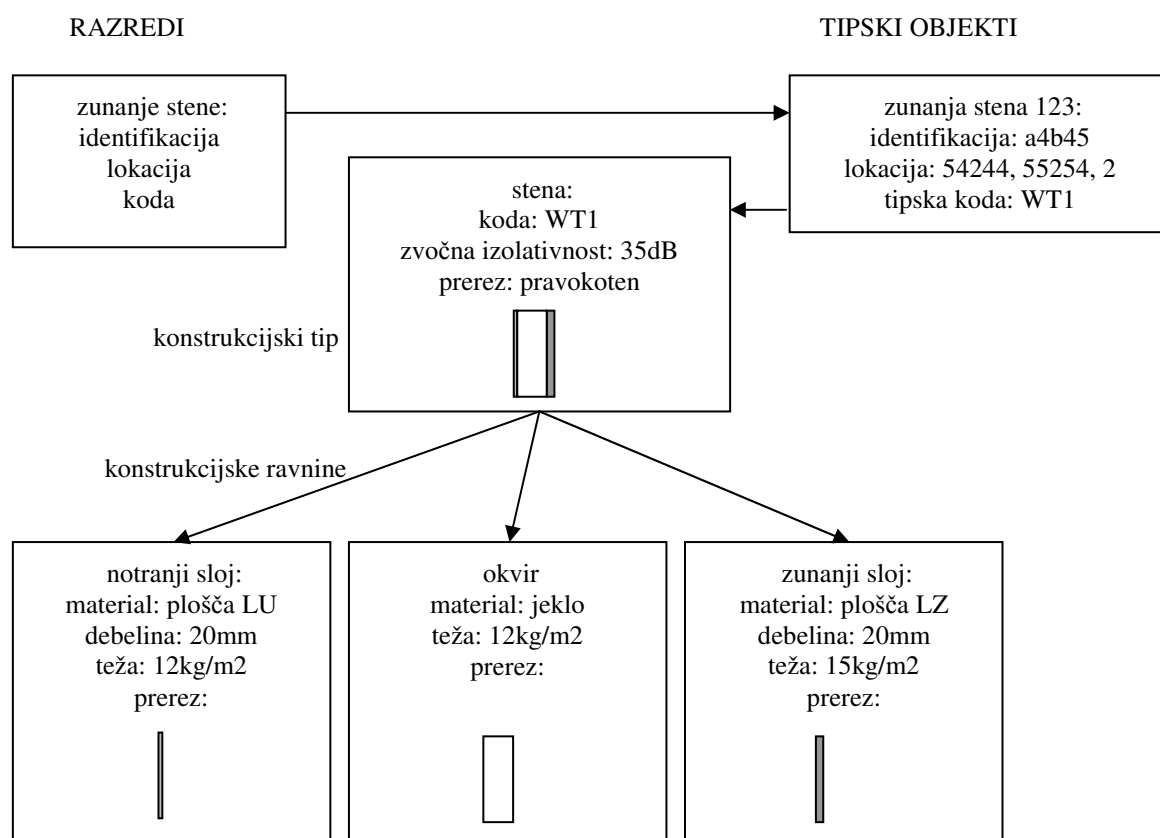 RAZREDI
TIPSKI OBJEKTI
zunanje stene:
identifikacija
lokacija
koda
zunanja stena 123:
identifikacija: a4b45
lokacija: 54244, 55254, 2
tipska koda: WT1
stena:
koda: WT1
zvočna izolativnost: 35dB
prerez: pravokoten
konstrukcijski tip
konstrukcijske ravnine
notranji sloj:
material: plošča LU
debelina: 20mm
teža: 12kg/m2
prerez:
okvir
material: jeklo
teža: 12kg/m2
prerez:
zunanji sloj:
material: plošča LZ
debelina: 20mm
teža: 15kg/m2
prerez: